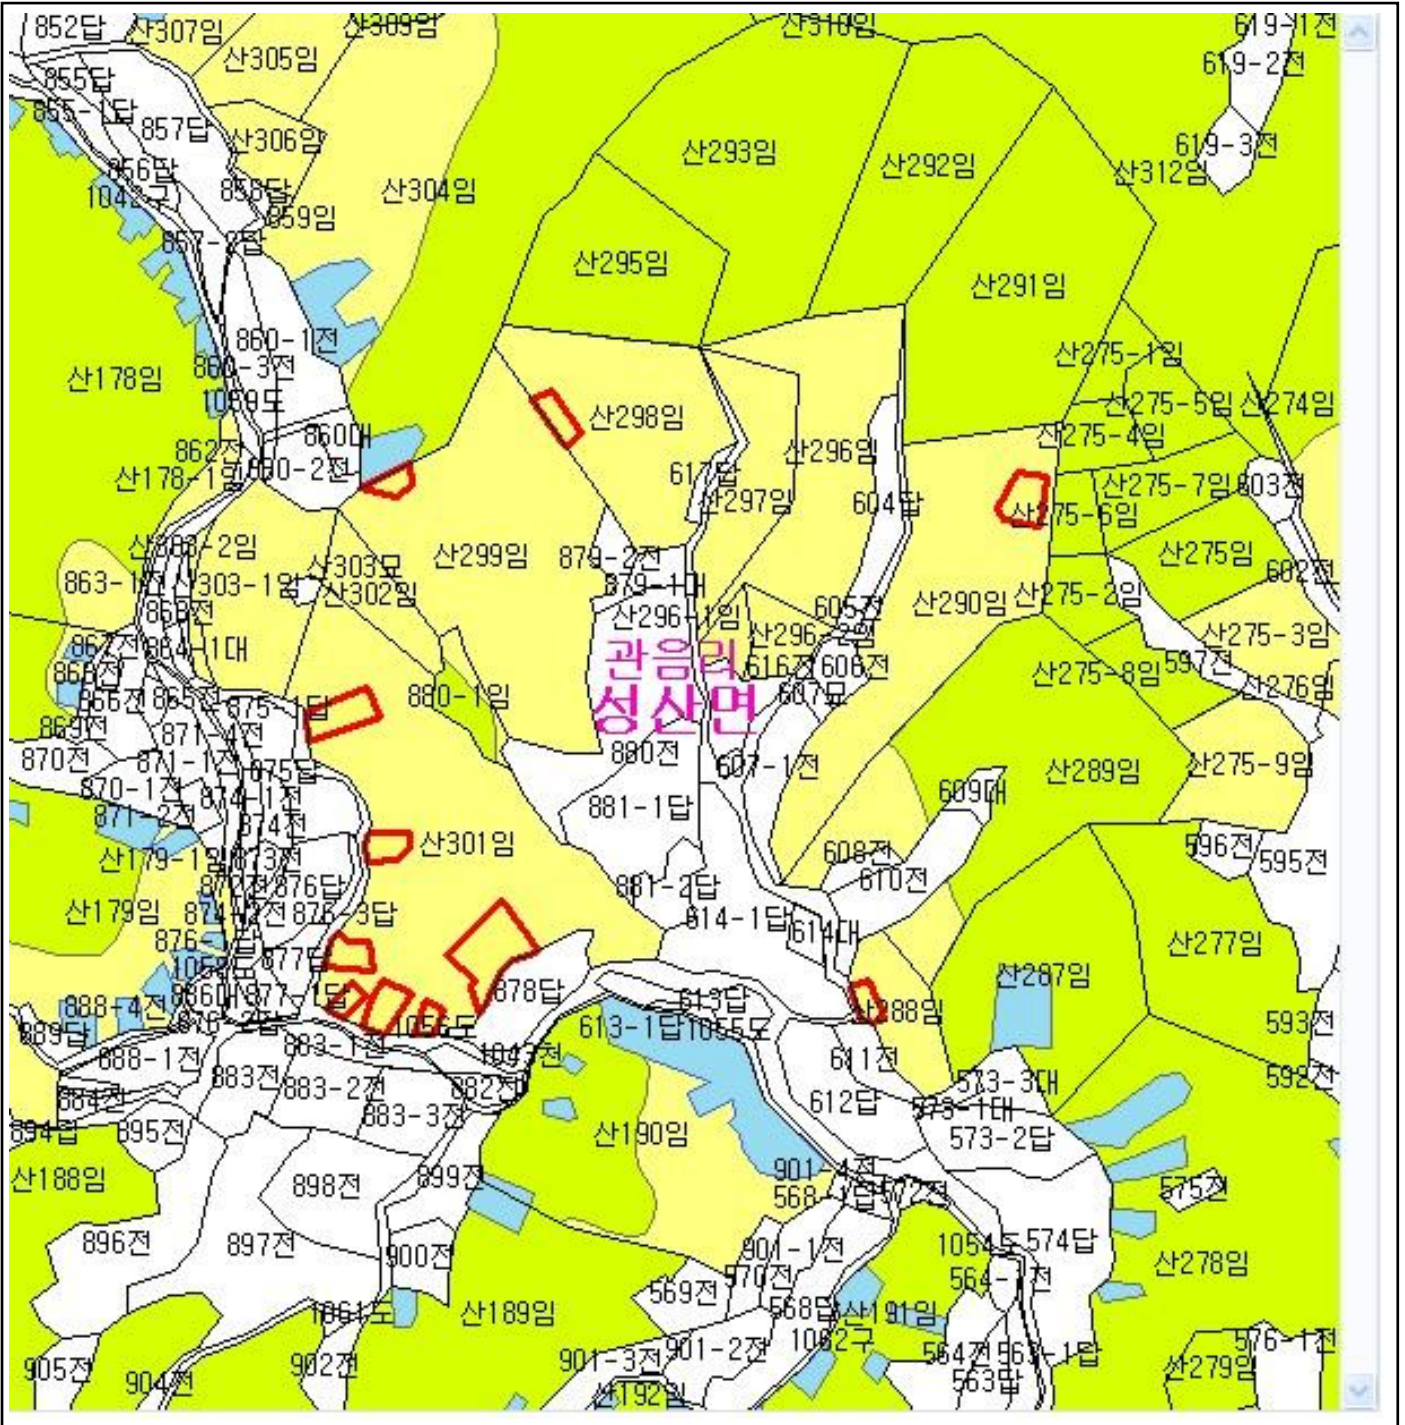 852답
산307임
산309임
산310임
619-1전
산305임
619-2전
855답
855-1답
857답
산306임
산293임
산292임
619-3전
856답
산312임
858답
산304임
859임
857-2답
산295임
산291임
860-1전
860-3전
산275-1임
산178임
1059도
산275-5임
산274임
산298임
860대
산275-4임
862전
산296임
산178-1임
617답
산275-7임
603전
산297임
604답
산275-6임
산299임
879-2전
산275임
산303묘
602전
863-1전
303-1임
879-1대
산302임
산275-2임
산290임
605전
산296-1임
산296-2임
산275-3임
864-1대
관음리
616전
606전
597전
산275-8임
산276임
607묘
880-1임
865전
성산면
869전
871-4전
870전
871-1전
880전
607-1전
산289임
산275-9임
875답
870-1전
874-1전
881-1답
609대
871-2전
874전
산301임
608전
596전
595전
산179-1임
873전
610전
876답
881-2답
산179임
874-2전
876-3답
614-1답
614대
산277임
877답
산287임
878답
613답
888-4전
877-1답
1056도
613-1답
1055도
593전
889답
883-1전
1043전
611전
888-1전
592전
883전
883-2전
882전
573-3대
884전
612답
573-1대
883-3전
895전
산190임
573-2답
산188임
899전
901-4전
898전
568-1답
575전
896전
897전
900전
901-1전
574답
570전
산278임
569전
1061도
산189임
568답
산191임
1062구
576-1전
905전
902전
901-3전
901-2전
564전
산279임
904전
563답
산192임